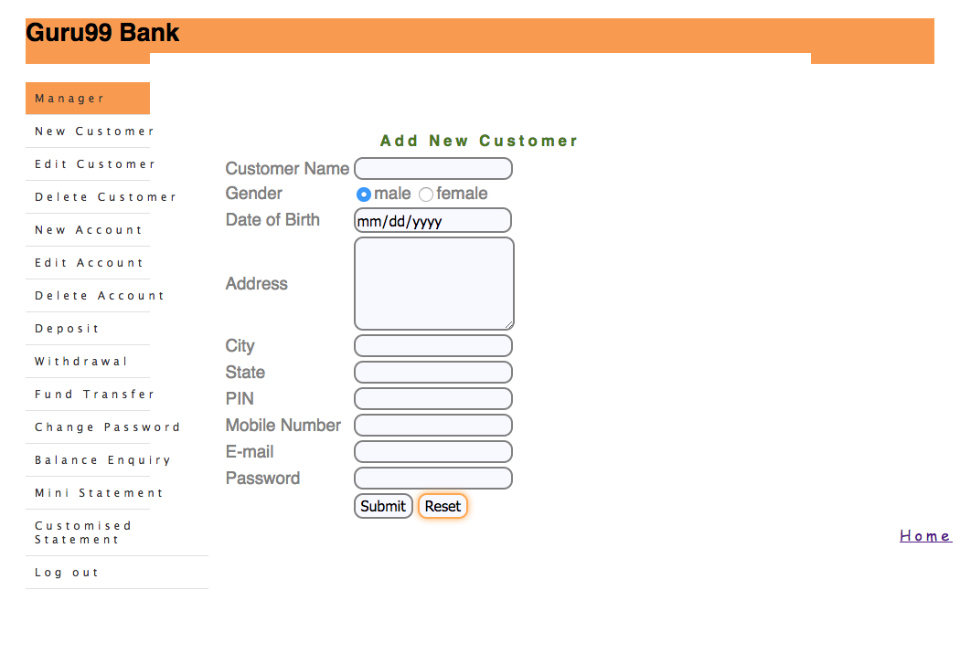 Guru99 Bank
Manager
New Customer
Edit Customer
Delete Customer
New Account
Edit Account
Delete Account
Deposit
Withdrawal
Fund Transfer
Change Password
Balance Enquiry
Mini Statement
Customised
Statement
Log out
Add New Customer
Customer Name
Gender male female
Date of Birth mm/dd/yyyy
Address
City
State
PIN
Mobile Number
E-mail
Password
Submit Reset
Home